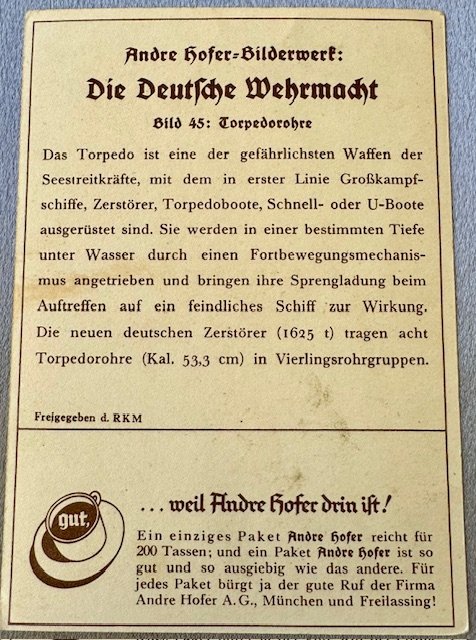 Andre Hofer-Bilderwerk:
Die Deutsche Wehrmacht
Bild 45: Torpedorohre
Das Torpedo ist eine der gefährlichsten Waffen der
Seestreitkräfte, mit dem in erster Linie Großkampf-
schiffe, Zerstörer, Torpedoboote, Schnell- oder U-Boote
ausgerüstet sind. Sie werden in einer bestimmten Tiefe
unter Wasser durch einen Fortbewegungsmechanis-
mus angetrieben und bringen ihre Sprengladung beim
Auftreffen auf ein feindliches Schiff zur Wirkung.
Die neuen deutschen Zerstörer (1625 t) tragen acht
Torpedorohre (Kal. 53,3 cm) in Vierlingsrohrgruppen.
Freigegeben d. RKM
gut,
... weil Andre Hofer drin ist!
Ein einziges Paket Andre Hofer reicht für
200 Tassen; und ein Paket Andre Hofer ist so
gut und so ausgiebig wie das andere. Für
jedes Paket bürgt ja der gute Ruf der Firma
Andre Hofer A.G., München und Freilassing!